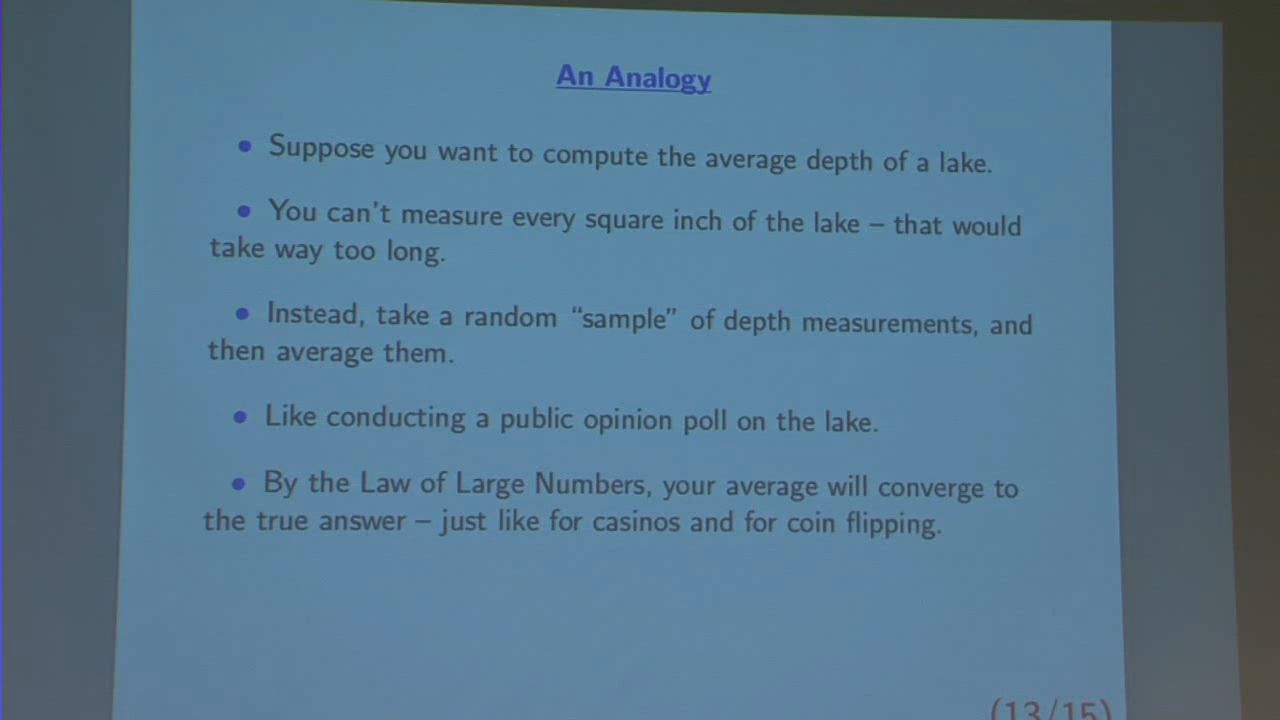 An Analogy
• Suppose you want to compute the average depth of a lake.
• You can't measure every square inch of the lake – that would
take way too long.
• Instead, take a random “sample” of depth measurements, and
then average them.
• Like conducting a public opinion poll on the lake.
• By the Law of Large Numbers, your average will converge to
the true answer – just like for casinos and for coin flipping.
(13/15)